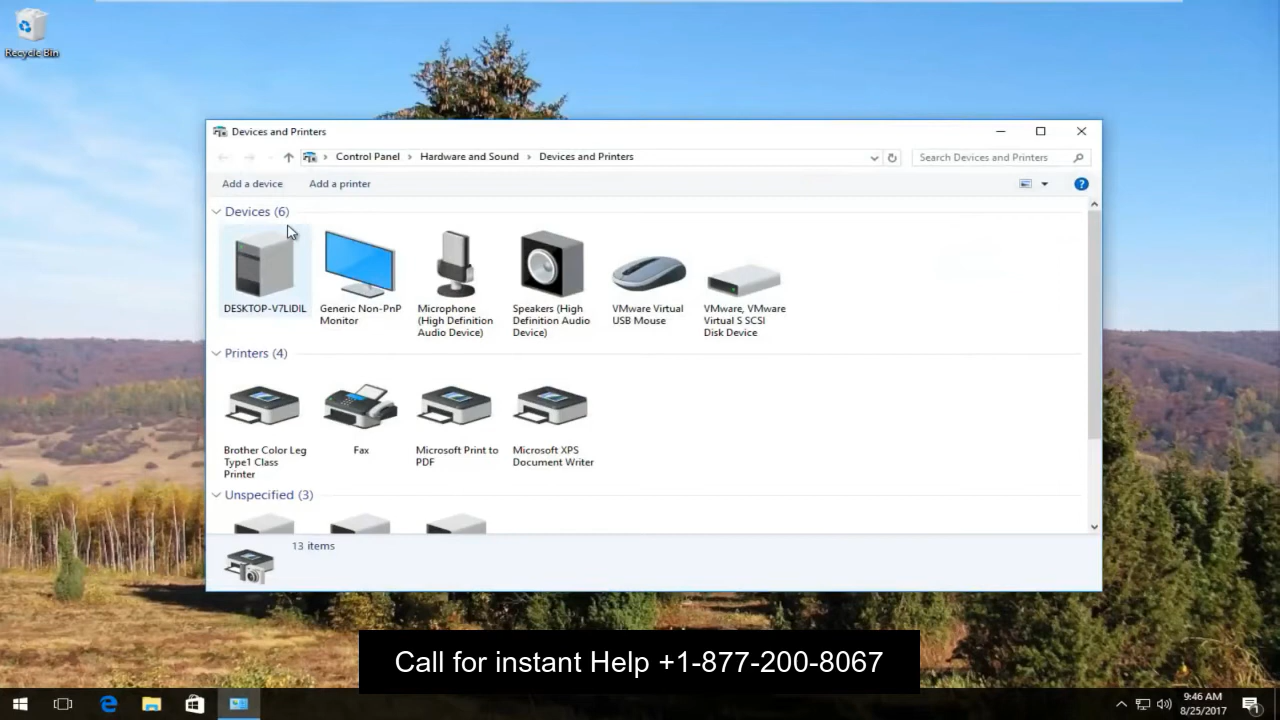 Recycle Bin
Devices and Printers
Control Panel > Hardware and Sound > Devices and Printers
Search Devices and Printers
Add a device Add a printer
Devices (6)
DESKTOP-V7LIDIL
Generic Non-PnP
Monitor
Microphone
(High Definition
Audio Device)
Speakers (High
Definition Audio
Device)
VMware Virtual
USB Mouse
VMware, VMware
Virtual S SCSI
Disk Device
Printers (4)
Brother Color Leg
Type1 Class
Printer
Fax
Microsoft Print to
PDF
Microsoft XPS
Document Writer
Unspecified (3)
13 items
Call for instant Help +1-877-200-8067
9:46 AM
8/25/2017